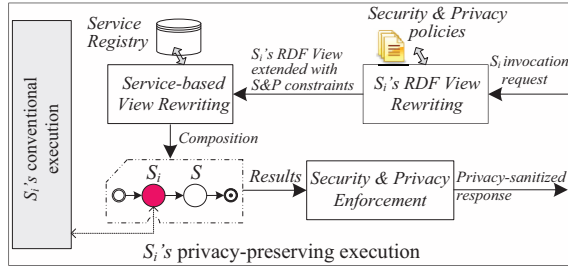 Service
Registry
Security & Privacy
policies
Si invocation
request
Si's RDF View
extended with
S&P constraints
Service-based
View Rewriting
Si's RDF View
Rewriting
Composition
Si's conventional
execution
Si
S
Results
Security & Privacy
Enforcement
Privacy-sanitized
response
Si's privacy-preserving execution